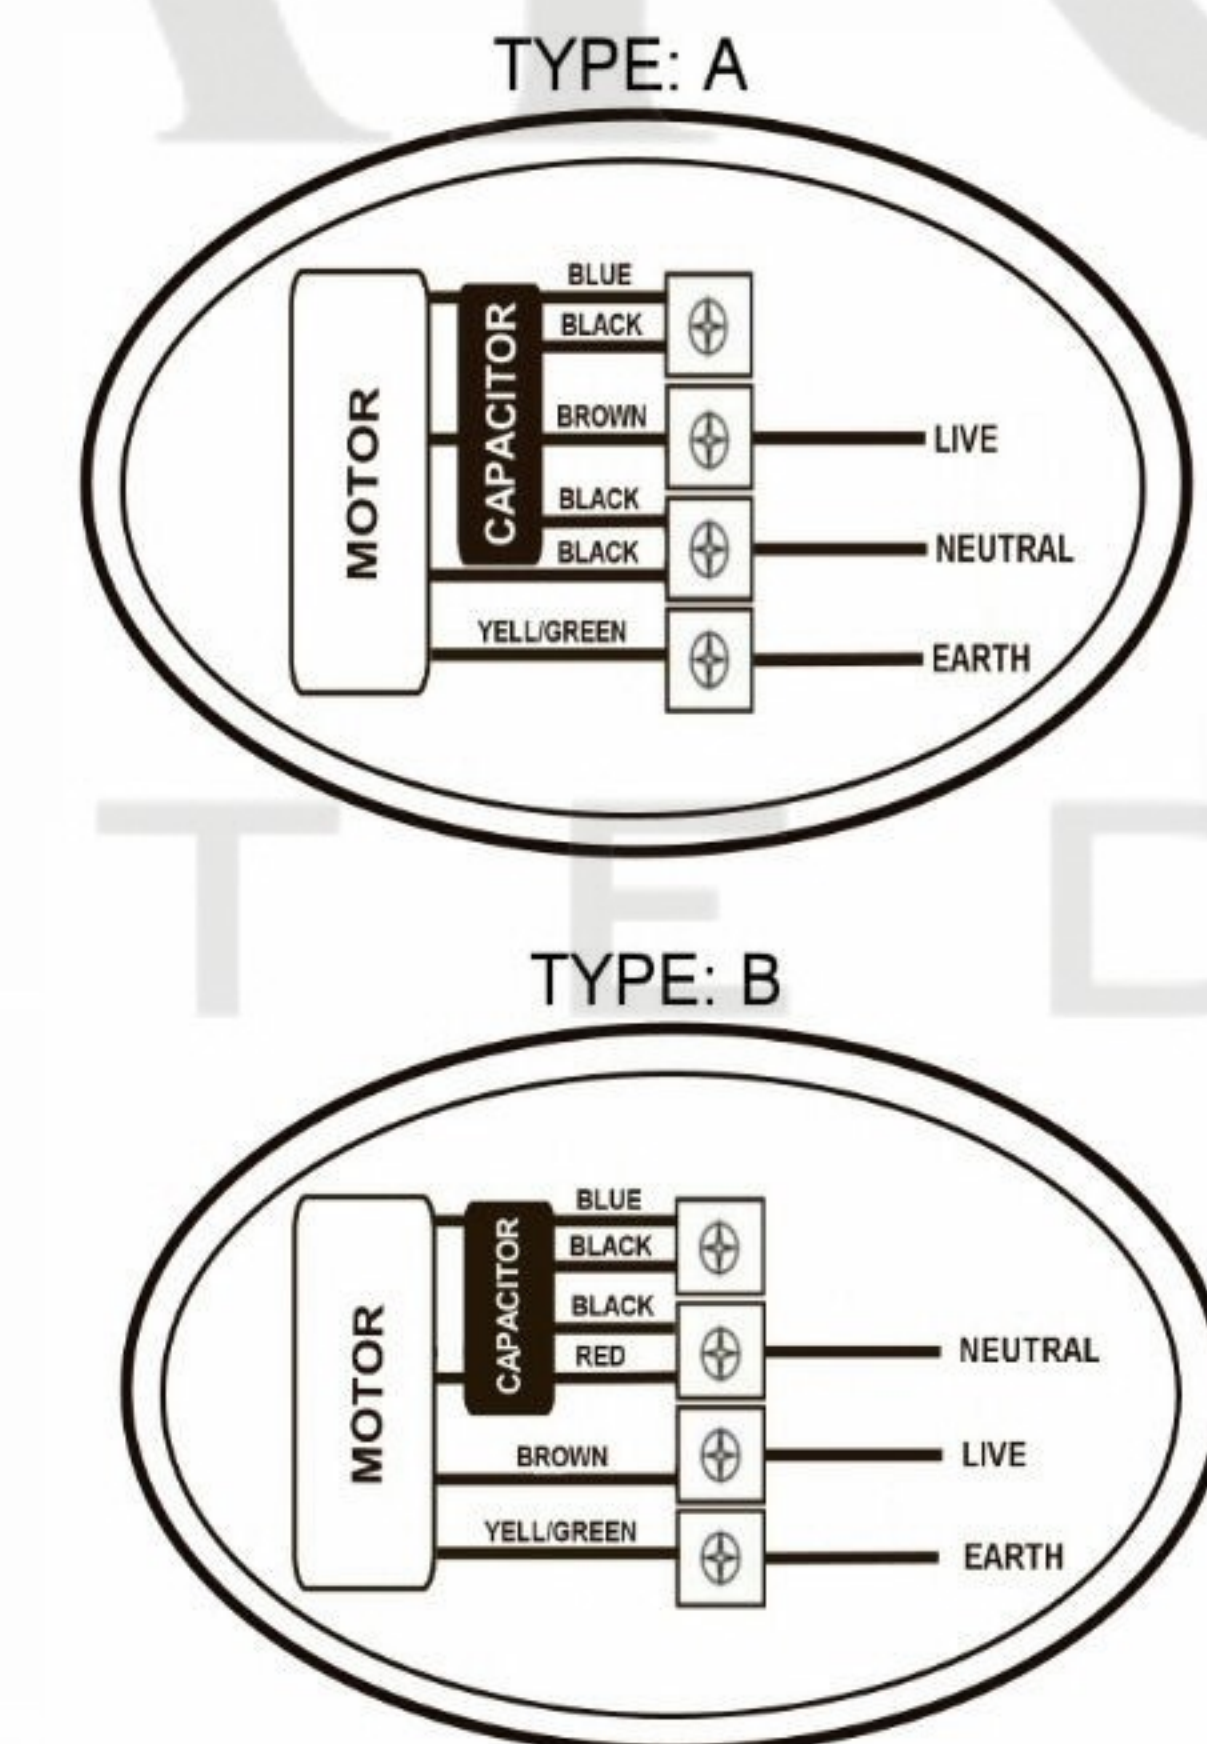 TYPE: A
BLUE
BLACK
BROWN
LIVE
MOTOR
CAPACITOR
BLACK
NEUTRAL
BLACK
YELL/GREEN
EARTH
T E D
TYPE: B
BLUE
BLACK
BLACK
NEUTRAL
RED
MOTOR
CAPACITOR
BROWN
LIVE
YELL/GREEN
EARTH